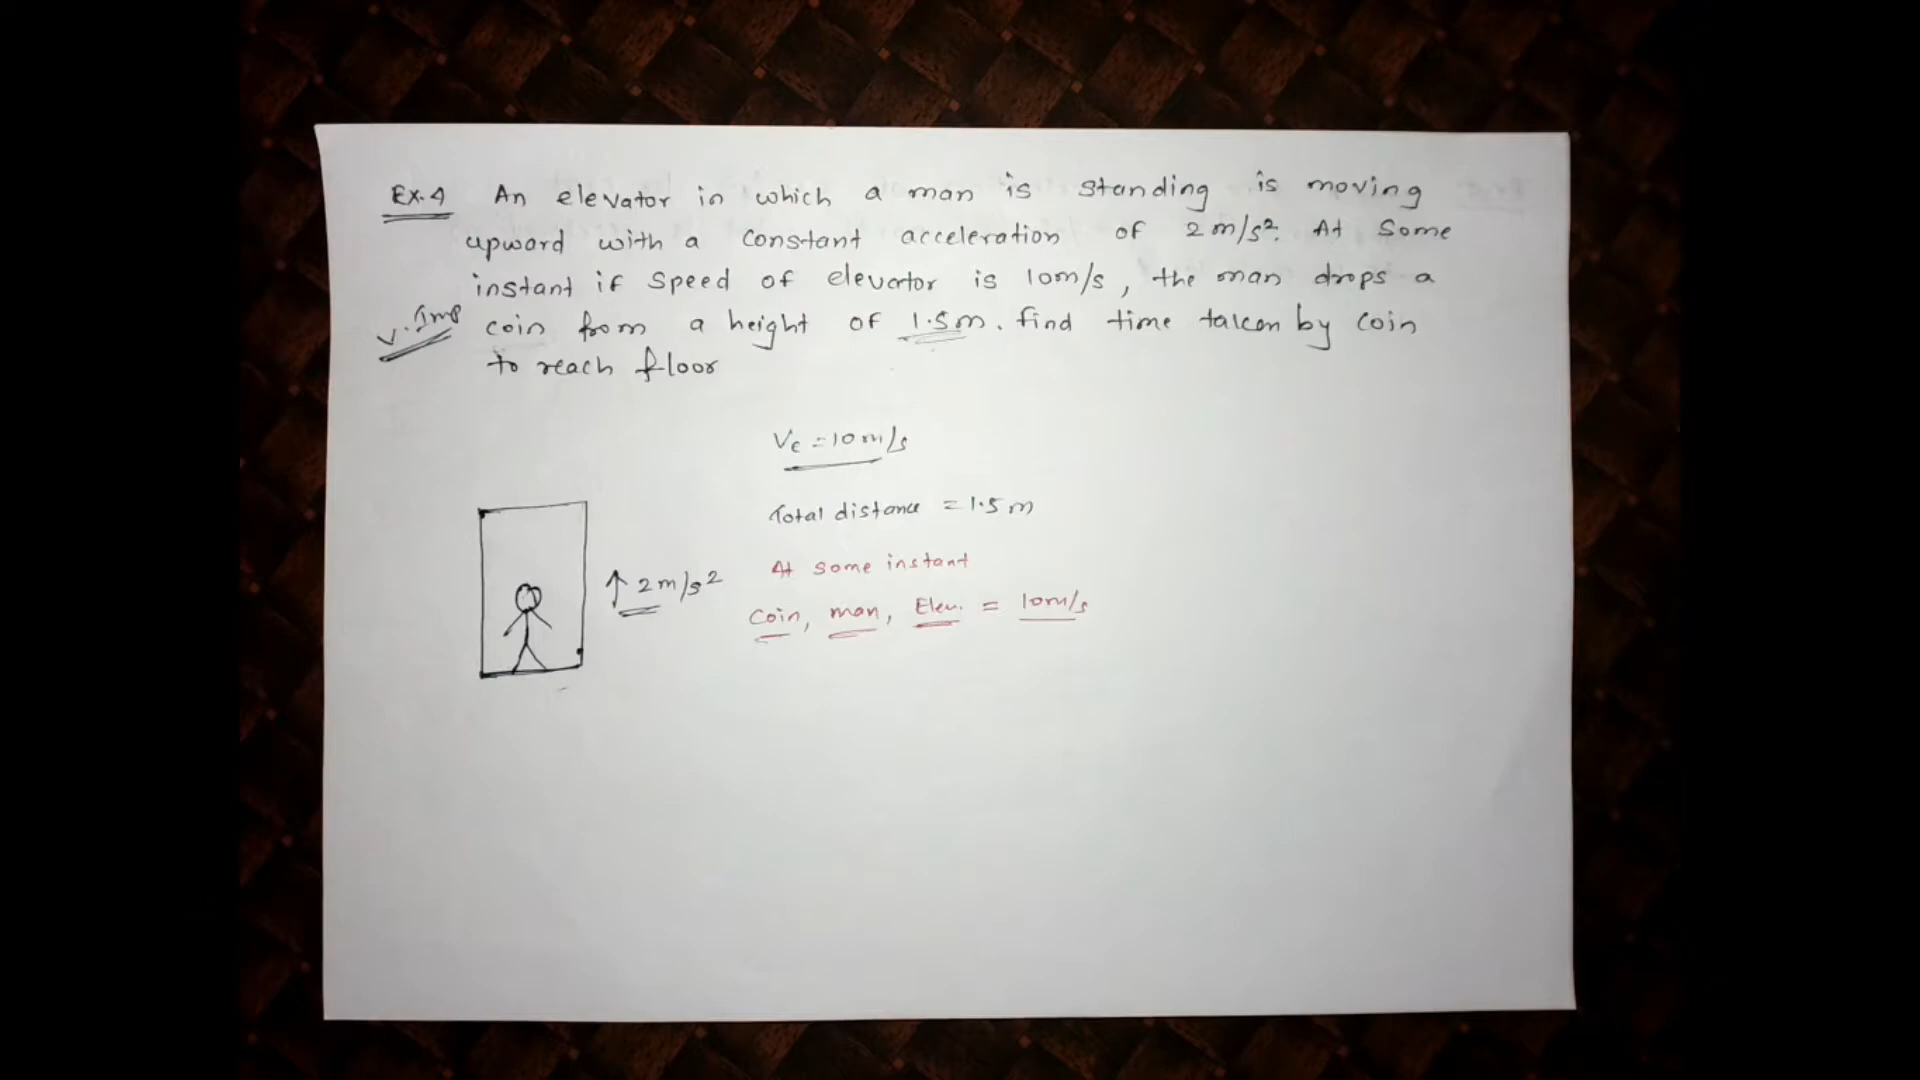 Ex.4 An elevator in which a man is standing is moving
upward with a constant acceleration of 2m/s². At Some
instant if speed of elevator is 10m/s, the man drops a
V.Imp coin from a height of 1.5m. find time taken by coin
to reach floor
Ve = 10m/s
Total distance = 1.5m
↑ 2m/s²
At some instant
Coin, man, Elev. = 10m/s